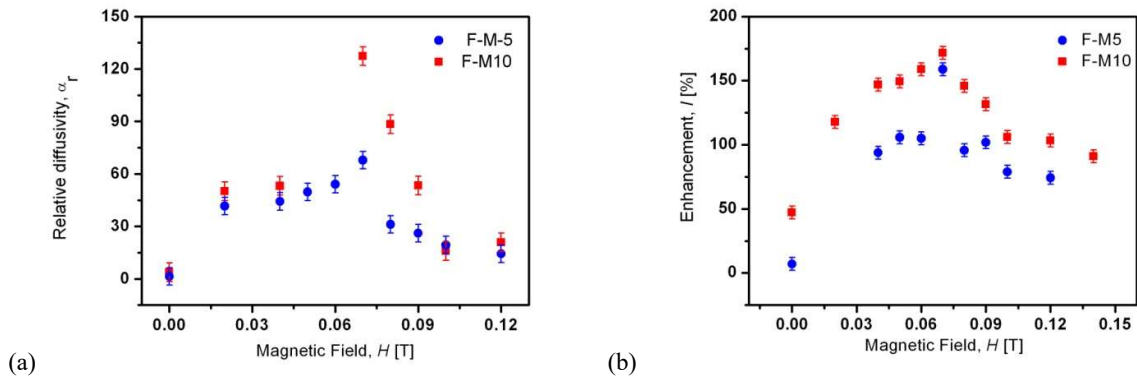 150
120
90
60
30
0
Relative diffusivity, αr
F-M-5
F-M10
0.00 0.03 0.06 0.09 0.12
Magnetic Field, H [T]
(a)
200
150
100
50
0
Enhancement, I [%]
F-M5
F-M10
0.00 0.03 0.06 0.09 0.12 0.15
Magnetic Field, H [T]
(b)